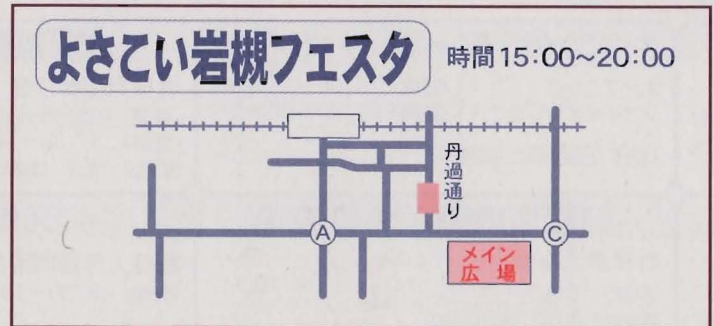 よさこい岩槻フェスタ
時間15:00～20:00
丹過通り
A
C
メイン
広場